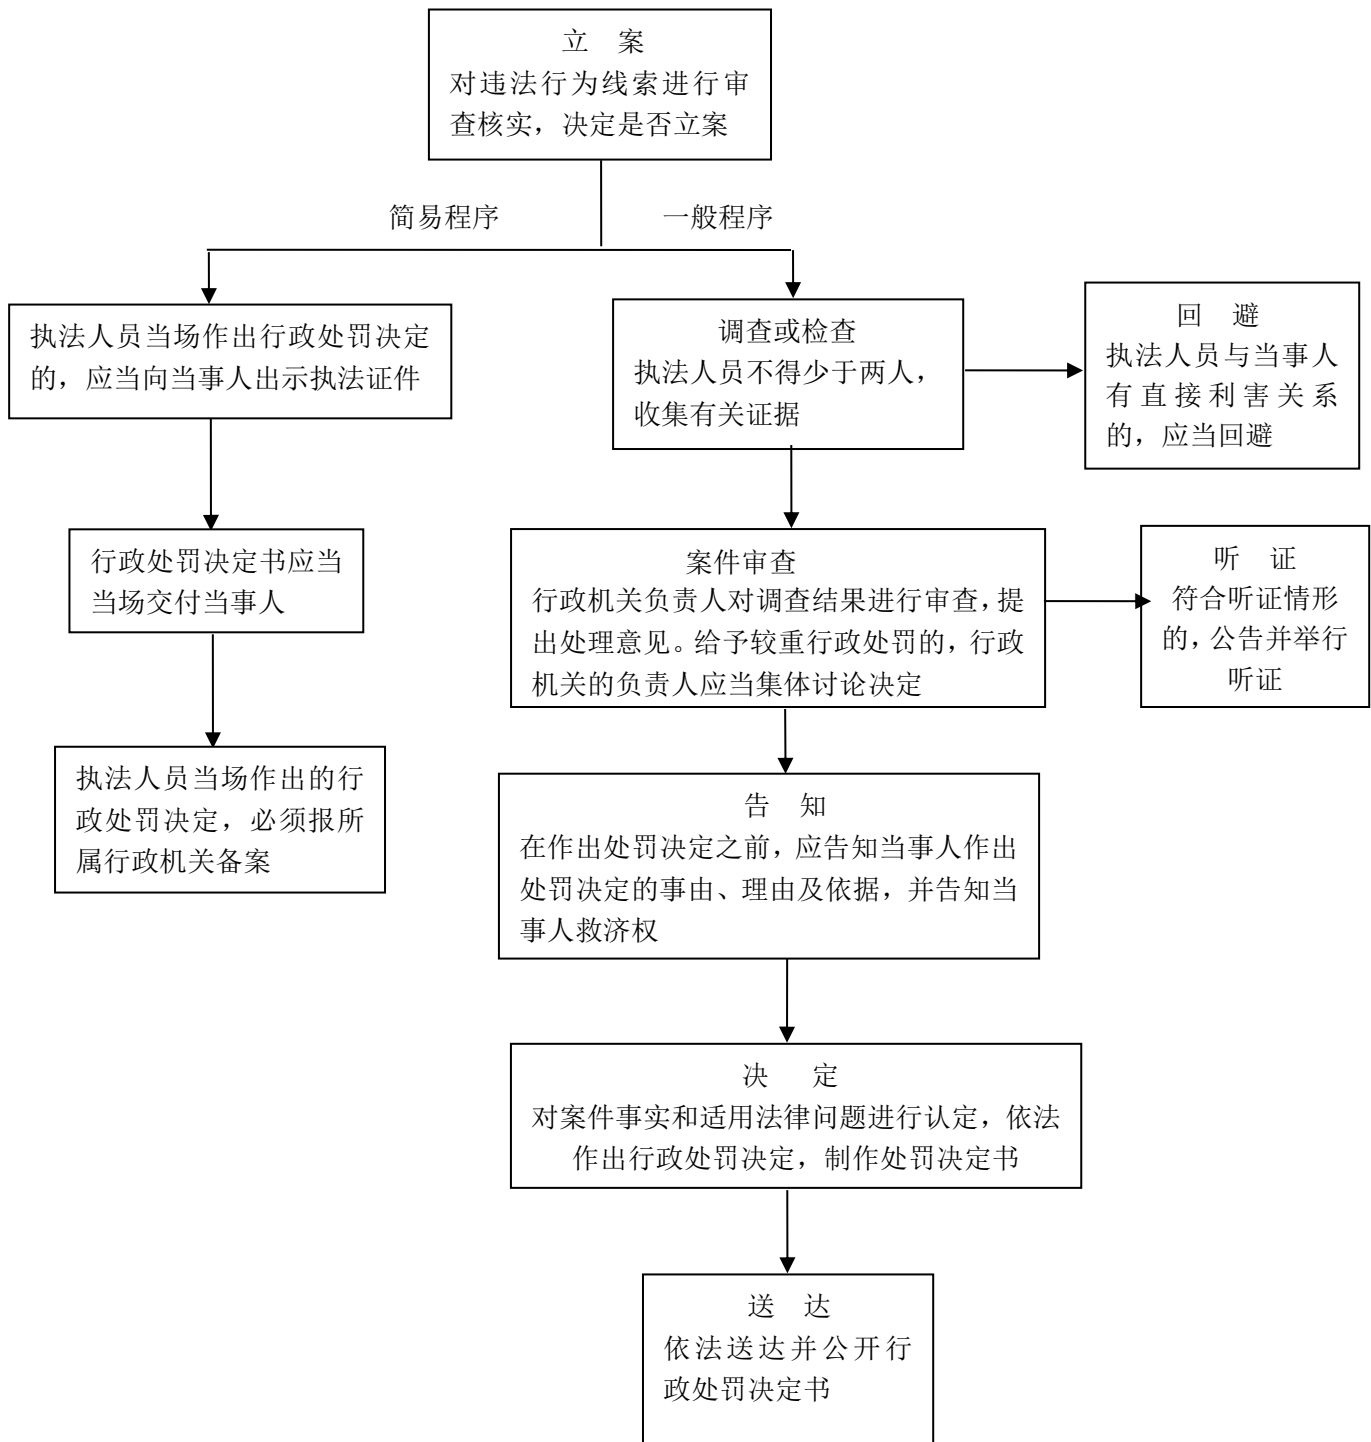 立 案
对违法行为线索进行审
查核实，决定是否立案
简易程序
一般程序
执法人员当场作出行政处罚决定
的，应当向当事人出示执法证件
调查或检查
执法人员不得少于两人，
收集有关证据
回 避
执法人员与当事人
有直接利害关系
的，应当回避
行政处罚决定书应当
当场交付当事人
案件审查
行政机关负责人对调查结果进行审查，提
出处理意见。给予较重行政处罚的，行政
机关的负责人应当集体讨论决定
听 证
符合听证情形
的，公告并举行
听证
执法人员当场作出的行
政处罚决定，必须报所
属行政机关备案
告 知
在作出处罚决定之前，应告知当事人作出
处罚决定的事由、理由及依据，并告知当
事人救济权
决 定
对案件事实和适用法律问题进行认定，依法
作出行政处罚决定，制作处罚决定书
送 达
依法送达并公开行
政处罚决定书